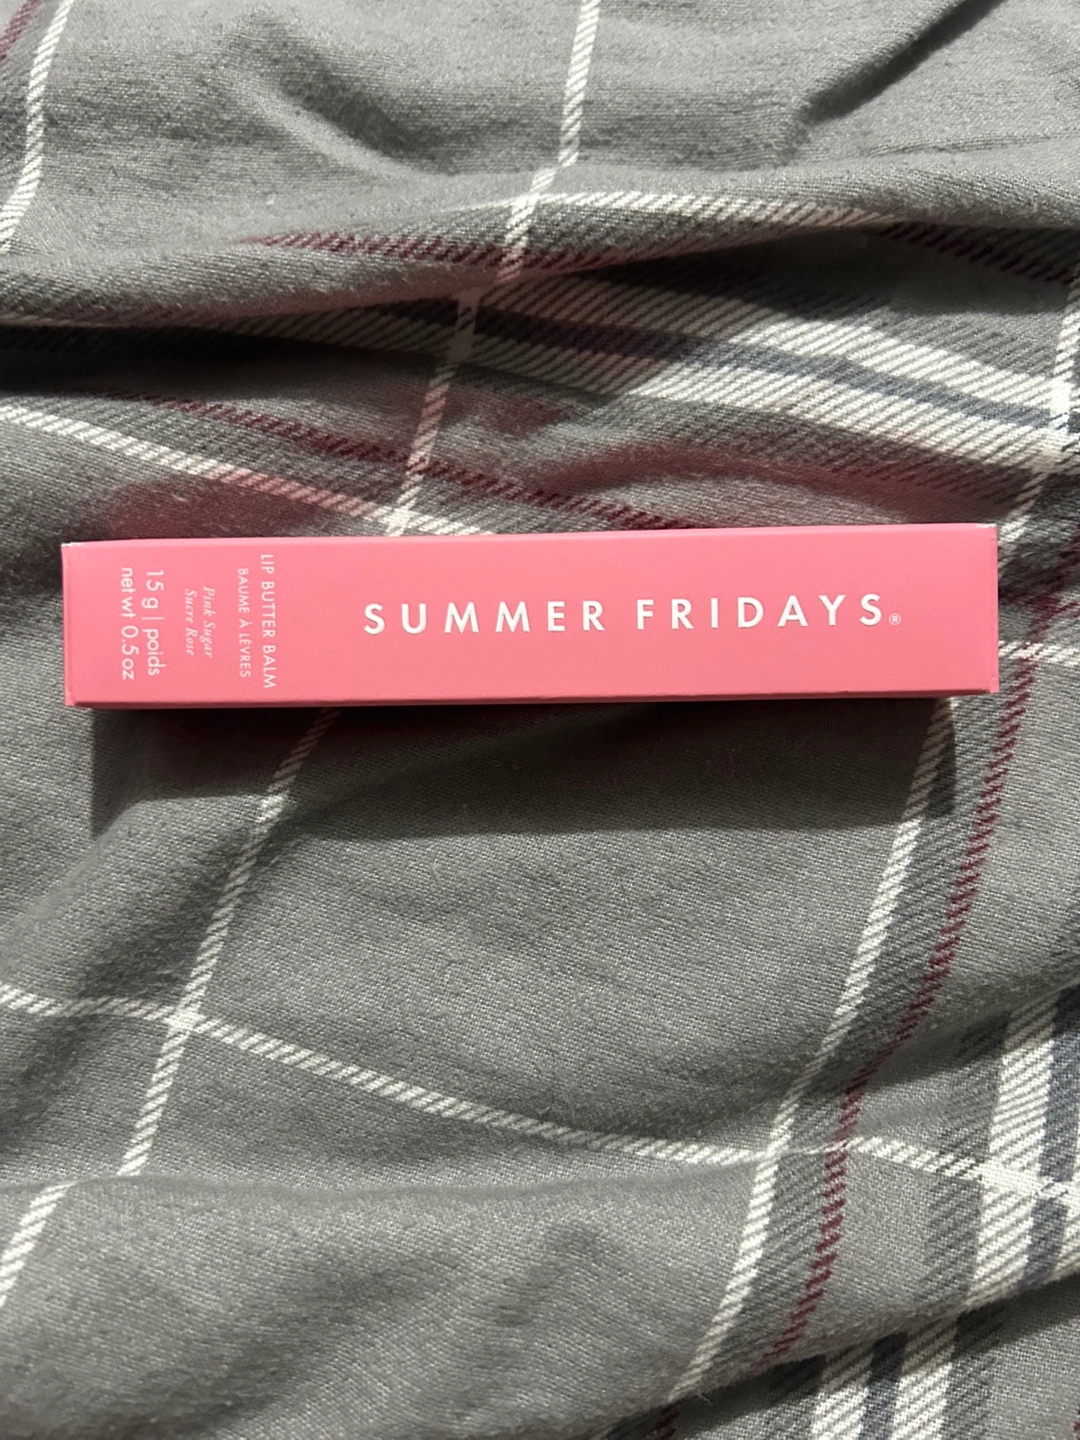 SUMMER FRIDAYS®
LIP BUTTER BALM
BAUME À LÈVRES
Pink Sugar
Sucre Rose
15 g | poids
net wt 0.5 oz